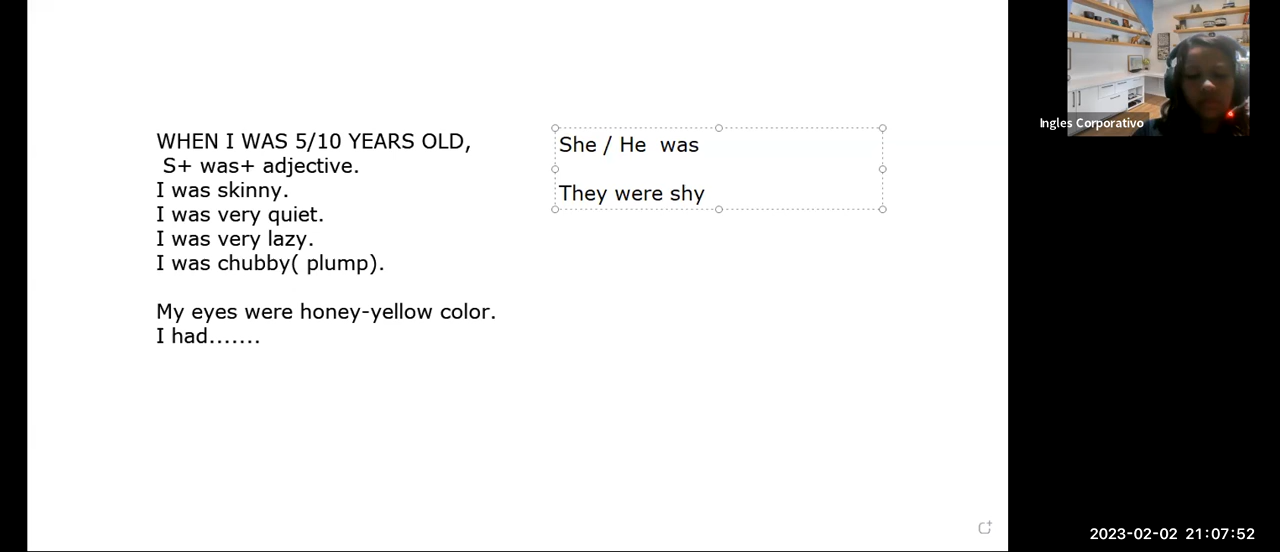 WHEN I WAS 5/10 YEARS OLD,
S+ was+ adjective.
I was skinny.
I was very quiet.
I was very lazy.
I was chubby( plump).
My eyes were honey-yellow color.
I had.......
She / He  was
They were shy
Ingles Corporativo
2023-02-02 21:07:52